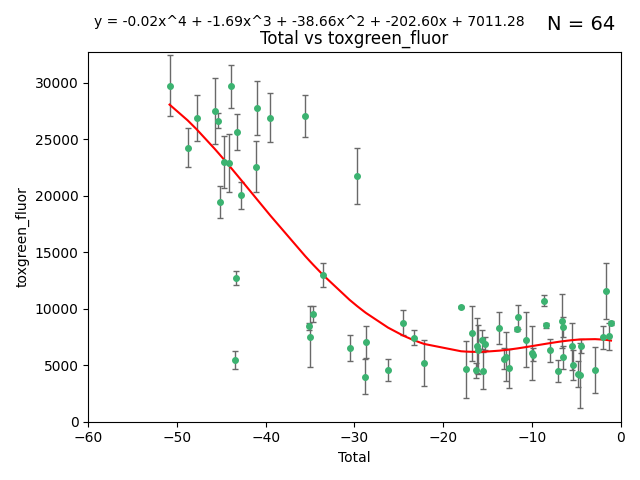 y = -0.02x^4 + -1.69x^3 + -38.66x^2 + -202.60x + 7011.28
N = 64
Total vs toxgreen_fluor
30000
25000
20000
15000
10000
5000
0
toxgreen_fluor
−60
−50
−40
−30
−20
−10
0
Total